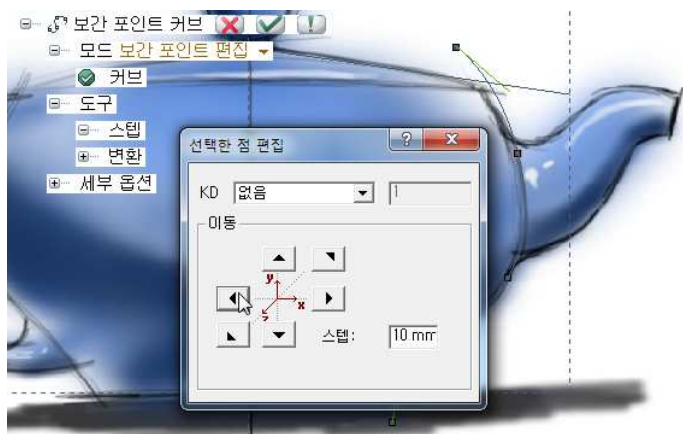 보간 포인트 커브
모드 보간 포인트 편집
커브
도구
스텝
변환
세부 옵션
선택한 점 편집
KD 없음 1
이동
y
x
z
스텝: 10 mm